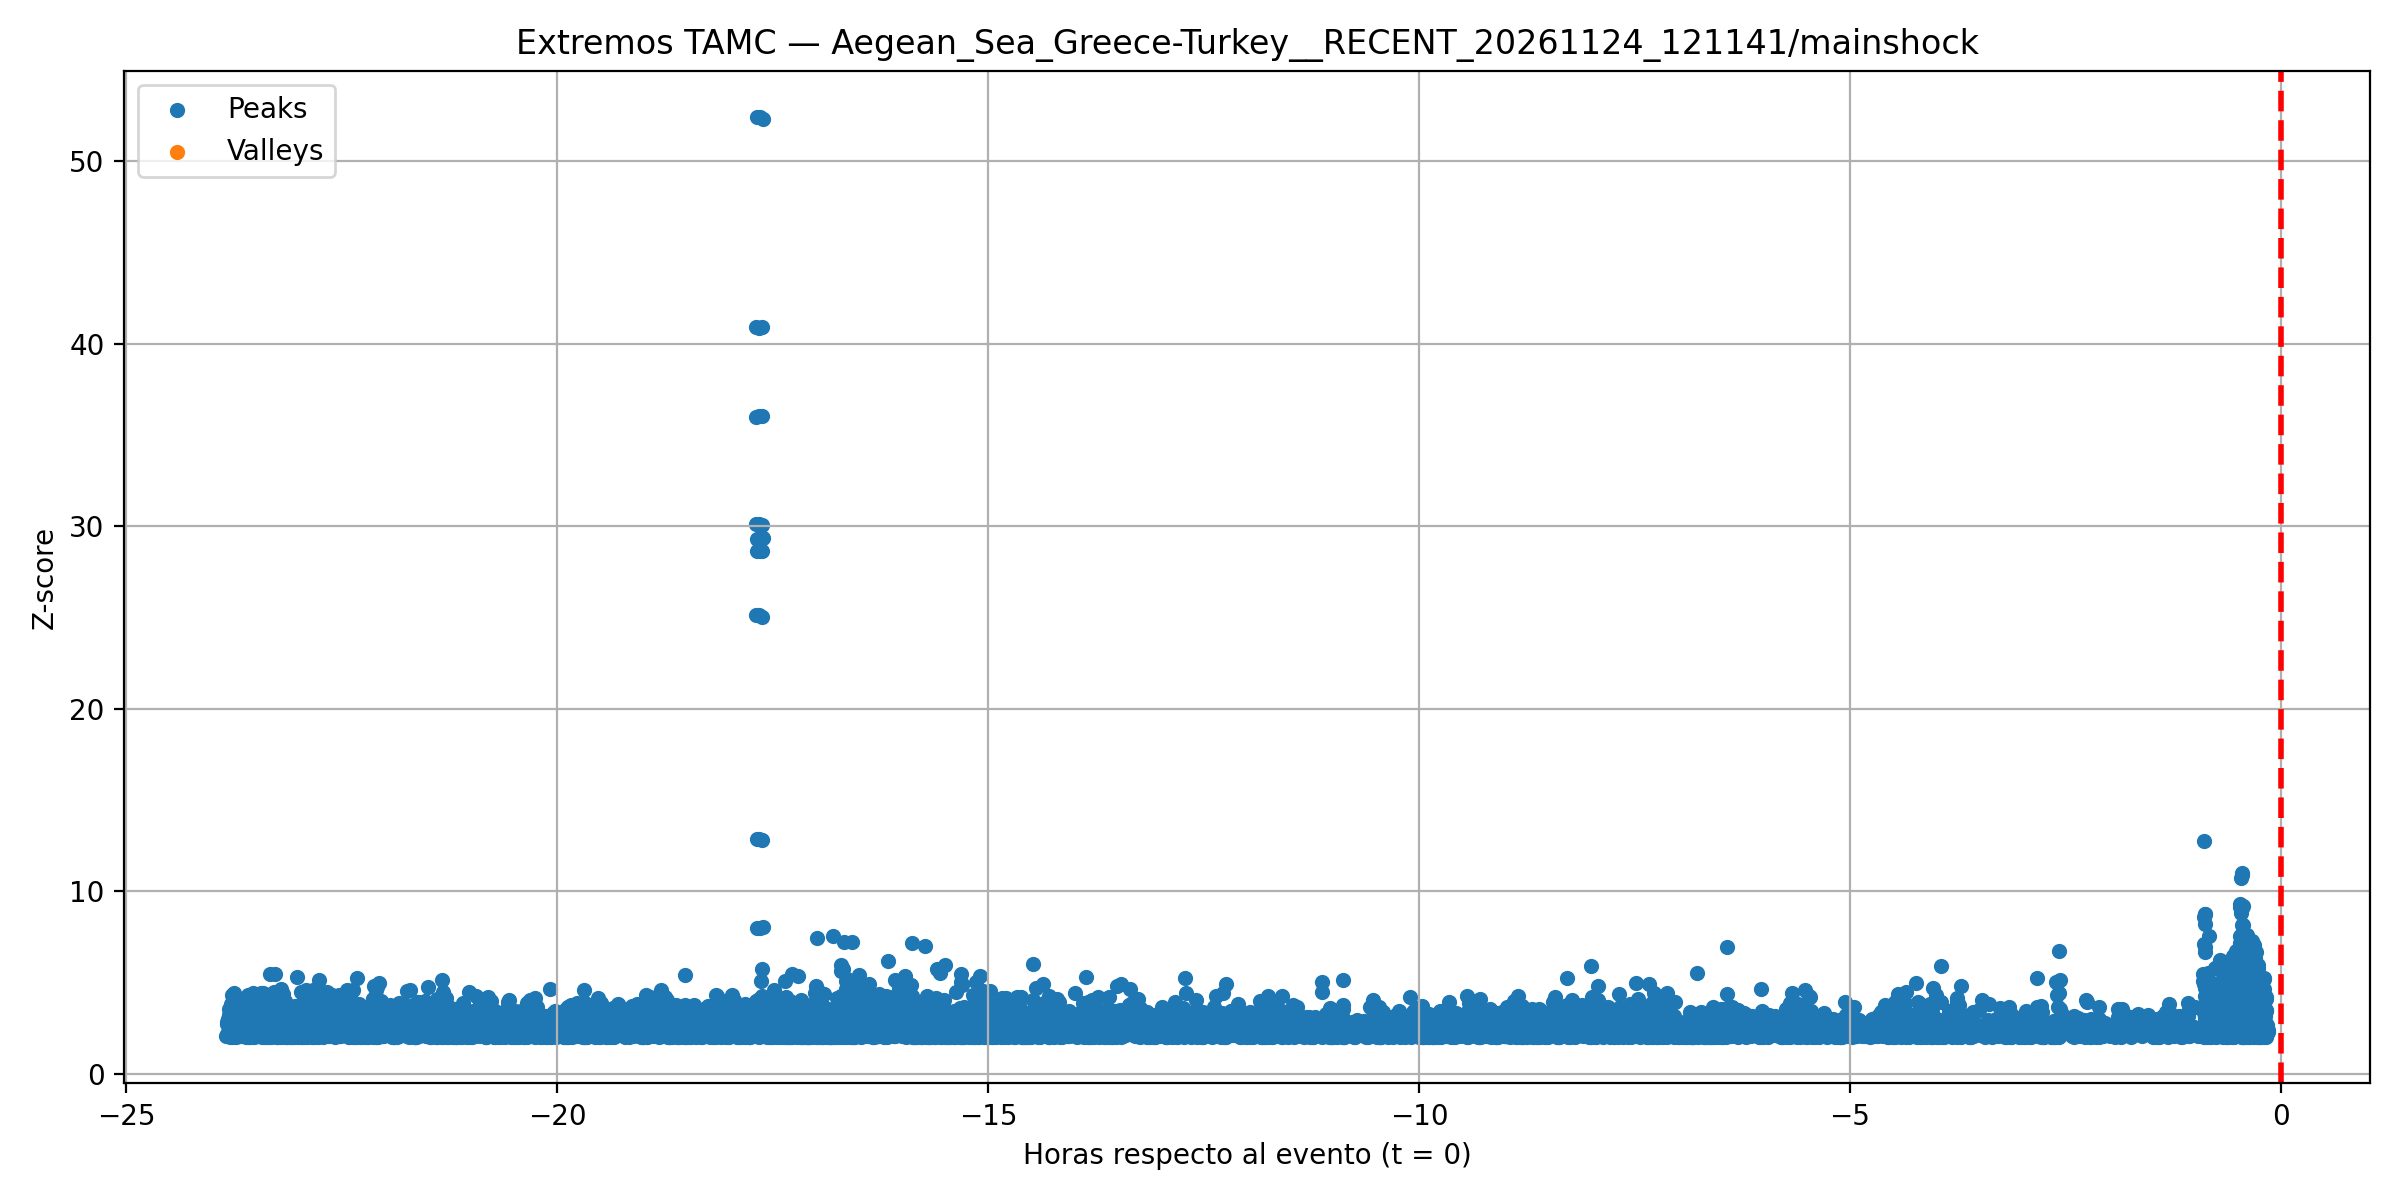 Extremos TAMC — Aegean_Sea_Greece-Turkey__RECENT_20261124_121141/mainshock
Peaks
Valleys
50
40
30
20
10
0
Z-score
−25
−20
−15
−10
−5
0
Horas respecto al evento (t = 0)